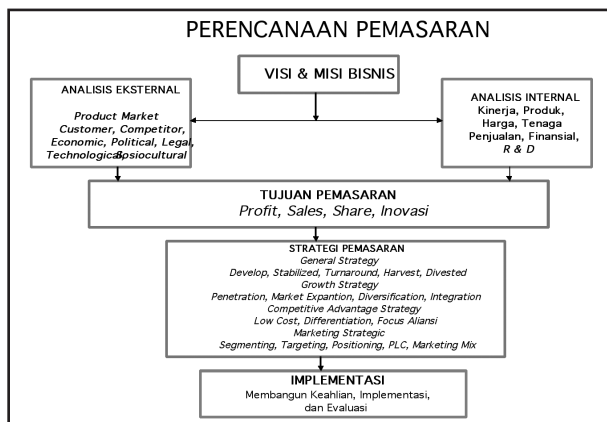 PERENCANAAN PEMASARAN
VISI & MISI BISNIS
ANALISIS EKSTERNAL
Product Market
Customer, Competitor,
Economic, Political, Legal,
Technological, Sosiocultural
ANALISIS INTERNAL
Kinerja, Produk,
Harga, Tenaga
Penjualan, Finansial,
R & D
TUJUAN PEMASARAN
Profit, Sales, Share, Inovasi
STRATEGI PEMASARAN
General Strategy
Develop, Stabilized, Turnaround, Harvest, Divested
Growth Strategy
Penetration, Market Expantion, Diversification, Integration
Competitive Advantage Strategy
Low Cost, Differentiation, Focus Aliansi
Marketing Strategic
Segmenting, Targeting, Positioning, PLC, Marketing Mix
IMPLEMENTASI
Membangun Keahlian, Implementasi,
dan Evaluasi